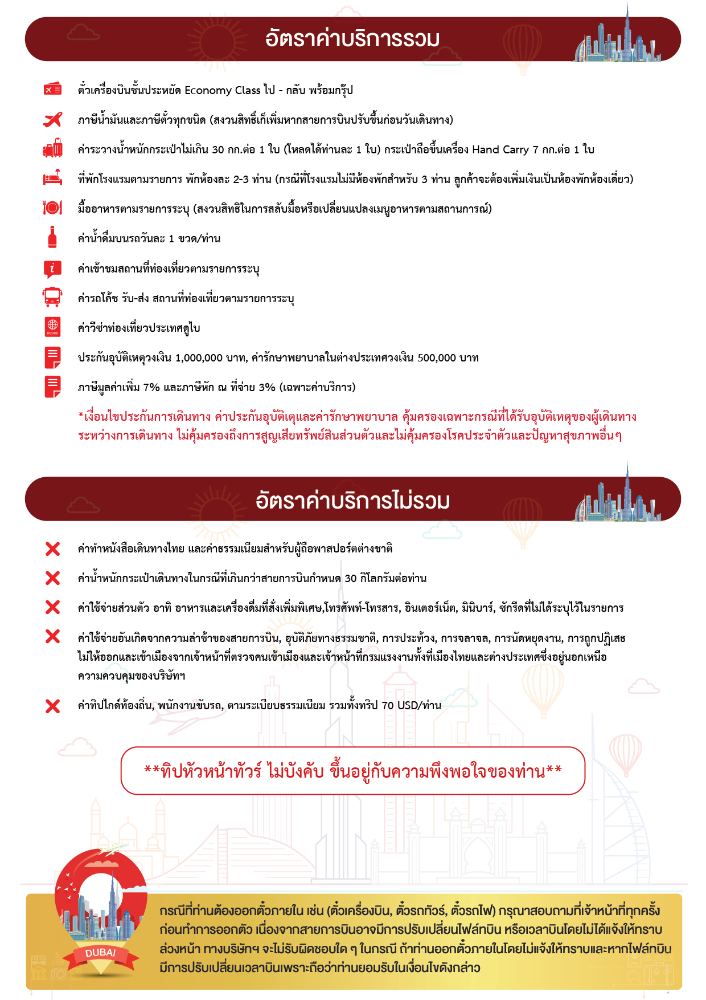 อัตราค่าบริการรวม
ตั๋วเครื่องบินชั้นประหยัด Economy Class ไป - กลับ พร้อมกรุ๊ป
ภาษีน้ำมันและภาษีตั๋วทุกชนิด (สงวนสิทธิ์เก็เพิ่มหากสายการบินปรับขึ้นก่อนวันเดินทาง)
ค่าระวางน้ำหนักกระเป๋าไม่เกิน 30 กก.ต่อ 1 ใบ (โหลดได้ท่านละ 1 ใบ) กระเป๋าถือขึ้นเครื่อง Hand Carry 7 กก.ต่อ 1 ใบ
ที่พักโรงแรมตามรายการ พักห้องละ 2-3 ท่าน (กรณีที่โรงแรมไม่มีห้องพักสำหรับ 3 ท่าน ลูกค้าจะต้องเพิ่มเงินเป็นห้องพักห้องเดี่ยว)
มื้ออาหารตามรายการระบุ (สงวนสิทธิในการสลับมื้อหรือเปลี่ยนแปลงเมนูอาหารตามสถานการณ์)
ค่าน้ำดื่มบนรถวันละ 1 ขวด/ท่าน
ค่าเข้าชมสถานที่ท่องเที่ยวตามรายการระบุ
ค่ารถโค้ช รับ-ส่ง สถานที่ท่องเที่ยวตามรายการระบุ
PASSPORT
ค่าวีซ่าท่องเที่ยวประเทศดูไบ
ประกันอุบัติเหตุวงเงิน 1,000,000 บาท, ค่ารักษาพยาบาลในต่างประเทศวงเงิน 500,000 บาท
ภาษีมูลค่าเพิ่ม 7% และภาษีหัก ณ ที่จ่าย 3% (เฉพาะค่าบริการ)
*เงื่อนไขประกันการเดินทาง ค่าประกันอุบัติเตุและค่ารักษาพยาบาล คุ้มครองเฉพาะกรณีที่ได้รับอุบัติเหตุของผู้เดินทาง
ระหว่างการเดินทาง ไม่คุ้มครองถึงการสูญเสียทรัพย์สินส่วนตัวและไม่คุ้มครองโรคประจำตัวและปัญหาสุขภาพอื่นๆ
อัตราค่าบริการไม่รวม
ค่าทำหนังสือเดินทางไทย และค่าธรรมเนียมสำหรับผู้ถือพาสปอร์ตต่างชาติ
ค่าน้ำหนักกระเป๋าเดินทางในกรณีที่เกินกว่าสายการบินกำหนด 30 กิโลกรัมต่อท่าน
ค่าใช้จ่ายส่วนตัว อาทิ อาหารและเครื่องดื่มที่สั่งเพิ่มพิเศษ,โทรศัพท์-โทรสาร, อินเตอร์เน็ต, มินิบาร์, ซักรีดที่ไม่ได้ระบุไว้ในรายการ
ค่าใช้จ่ายอันเกิดจากความล่าช้าของสายการบิน, อุบัติภัยทางธรรมชาติ, การประท้วง, การจลาจล, การนัดหยุดงาน, การถูกปฏิเสธ
ไม่ให้ออกและเข้าเมืองจากเจ้าหน้าที่ตรวจคนเข้าเมืองและเจ้าหน้าที่กรมแรงงานทั้งที่เมืองไทยและต่างประเทศซึ่งอยู่นอกเหนือ
ความควบคุมของบริษัทฯ
ค่าทิปไกด์ท้องถิ่น, พนักงานขับรถ, ตามระเบียบธรรมเนียม รวมทั้งทริป 70 USD/ท่าน
**ทิปหัวหน้าทัวร์ ไม่บังคับ ขึ้นอยู่กับความพึงพอใจของท่าน**
กรณีที่ท่านต้องออกตั๋วภายใน เช่น (ตั๋วเครื่องบิน, ตั๋วรถทัวร์, ตั๋วรถไฟ) กรุณาสอบถามที่เจ้าหน้าที่ทุกครั้ง
ก่อนทำการออกตัว เนื่องจากสายการบินอาจมีการปรับเปลี่ยนไฟล์ทบิน หรือเวลาบินโดยไม่ได้แจ้งให้ทราบ
ล่วงหน้า ทางบริษัทฯ จะไม่รับผิดชอบใด ๆ ในกรณี ถ้าท่านออกตั๋วภายในโดยไม่แจ้งให้ทราบและหากไฟล์ทบิน
มีการปรับเปลี่ยนเวลาบินเพราะถือว่าท่านยอมรับในเงื่อนไขดังกล่าว
DUBAI